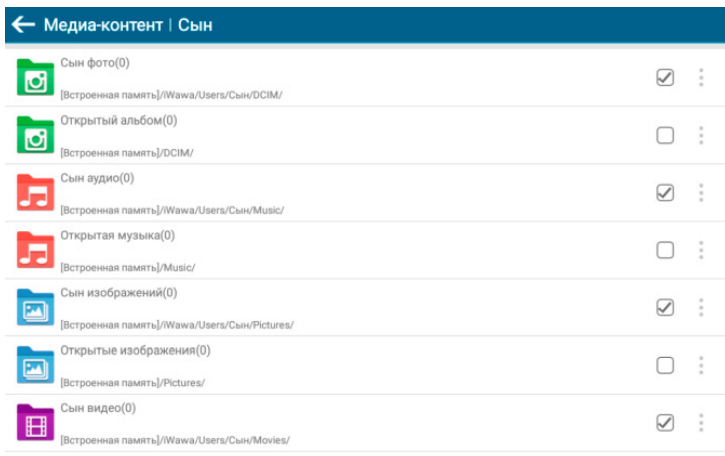 Медиа-контент | Сын
Сын фото(0)
[Встроенная память]/iWawa/Users/Сын/DCIM/
Открытый альбом(0)
[Встроенная память]/DCIM/
Сын аудио(0)
[Встроенная память]/iWawa/Users/Сын/Music/
Открытая музыка(0)
[Встроенная память]/Music/
Сын изображений(0)
[Встроенная память]/iWawa/Users/Сын/Pictures/
Открытые изображения(0)
[Встроенная память]/Pictures/
Сын видео(0)
[Встроенная память]/iWawa/Users/Сын/Movies/